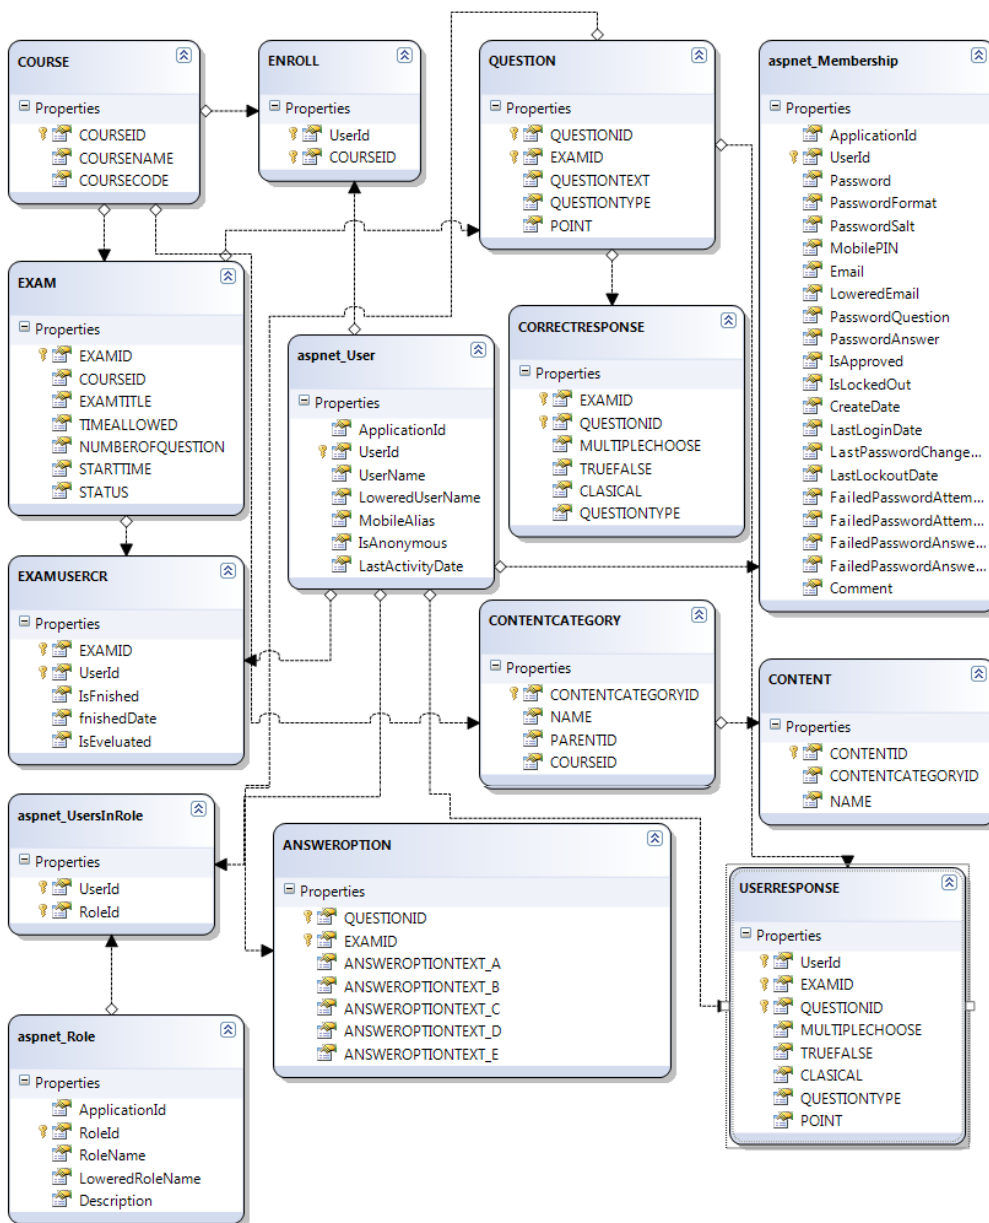 COURSE
Properties
COURSEID
COURSENAME
COURSECODE
ENROLL
Properties
UserId
COURSEID
QUESTION
Properties
QUESTIONID
EXAMID
QUESTIONTEXT
QUESTIONTYPE
POINT
aspnet_Membership
Properties
ApplicationId
UserId
Password
PasswordFormat
PasswordSalt
MobilePIN
Email
LoweredEmail
PasswordQuestion
PasswordAnswer
IsApproved
IsLockedOut
CreateDate
LastLoginDate
LastPasswordChange...
LastLockoutDate
FailedPasswordAttem...
FailedPasswordAttem...
FailedPasswordAnswe...
FailedPasswordAnswe...
Comment
EXAM
Properties
EXAMID
COURSEID
EXAMTITLE
TIMEALLOWED
NUMBEROFQUESTION
STARTTIME
STATUS
aspnet_User
Properties
ApplicationId
UserId
UserName
LoweredUserName
MobileAlias
IsAnonymous
LastActivityDate
CORRECTRESPONSE
Properties
EXAMID
QUESTIONID
MULTIPLECHOOSE
TRUEFALSE
CLASICAL
QUESTIONTYPE
EXAMUSERCR
Properties
EXAMID
UserId
IsFnished
fnishedDate
IsEveluated
CONTENTCATEGORY
Properties
CONTENTCATEGORYID
NAME
PARENTID
COURSEID
CONTENT
Properties
CONTENTID
CONTENTCATEGORYID
NAME
aspnet_UsersInRole
Properties
UserId
RoleId
ANSWEROPTION
Properties
QUESTIONID
EXAMID
ANSWEROPTIONTEXT_A
ANSWEROPTIONTEXT_B
ANSWEROPTIONTEXT_C
ANSWEROPTIONTEXT_D
ANSWEROPTIONTEXT_E
USERRESPONSE
Properties
UserId
EXAMID
QUESTIONID
MULTIPLECHOOSE
TRUEFALSE
CLASICAL
QUESTIONTYPE
POINT
aspnet_Role
Properties
ApplicationId
RoleId
RoleName
LoweredRoleName
Description